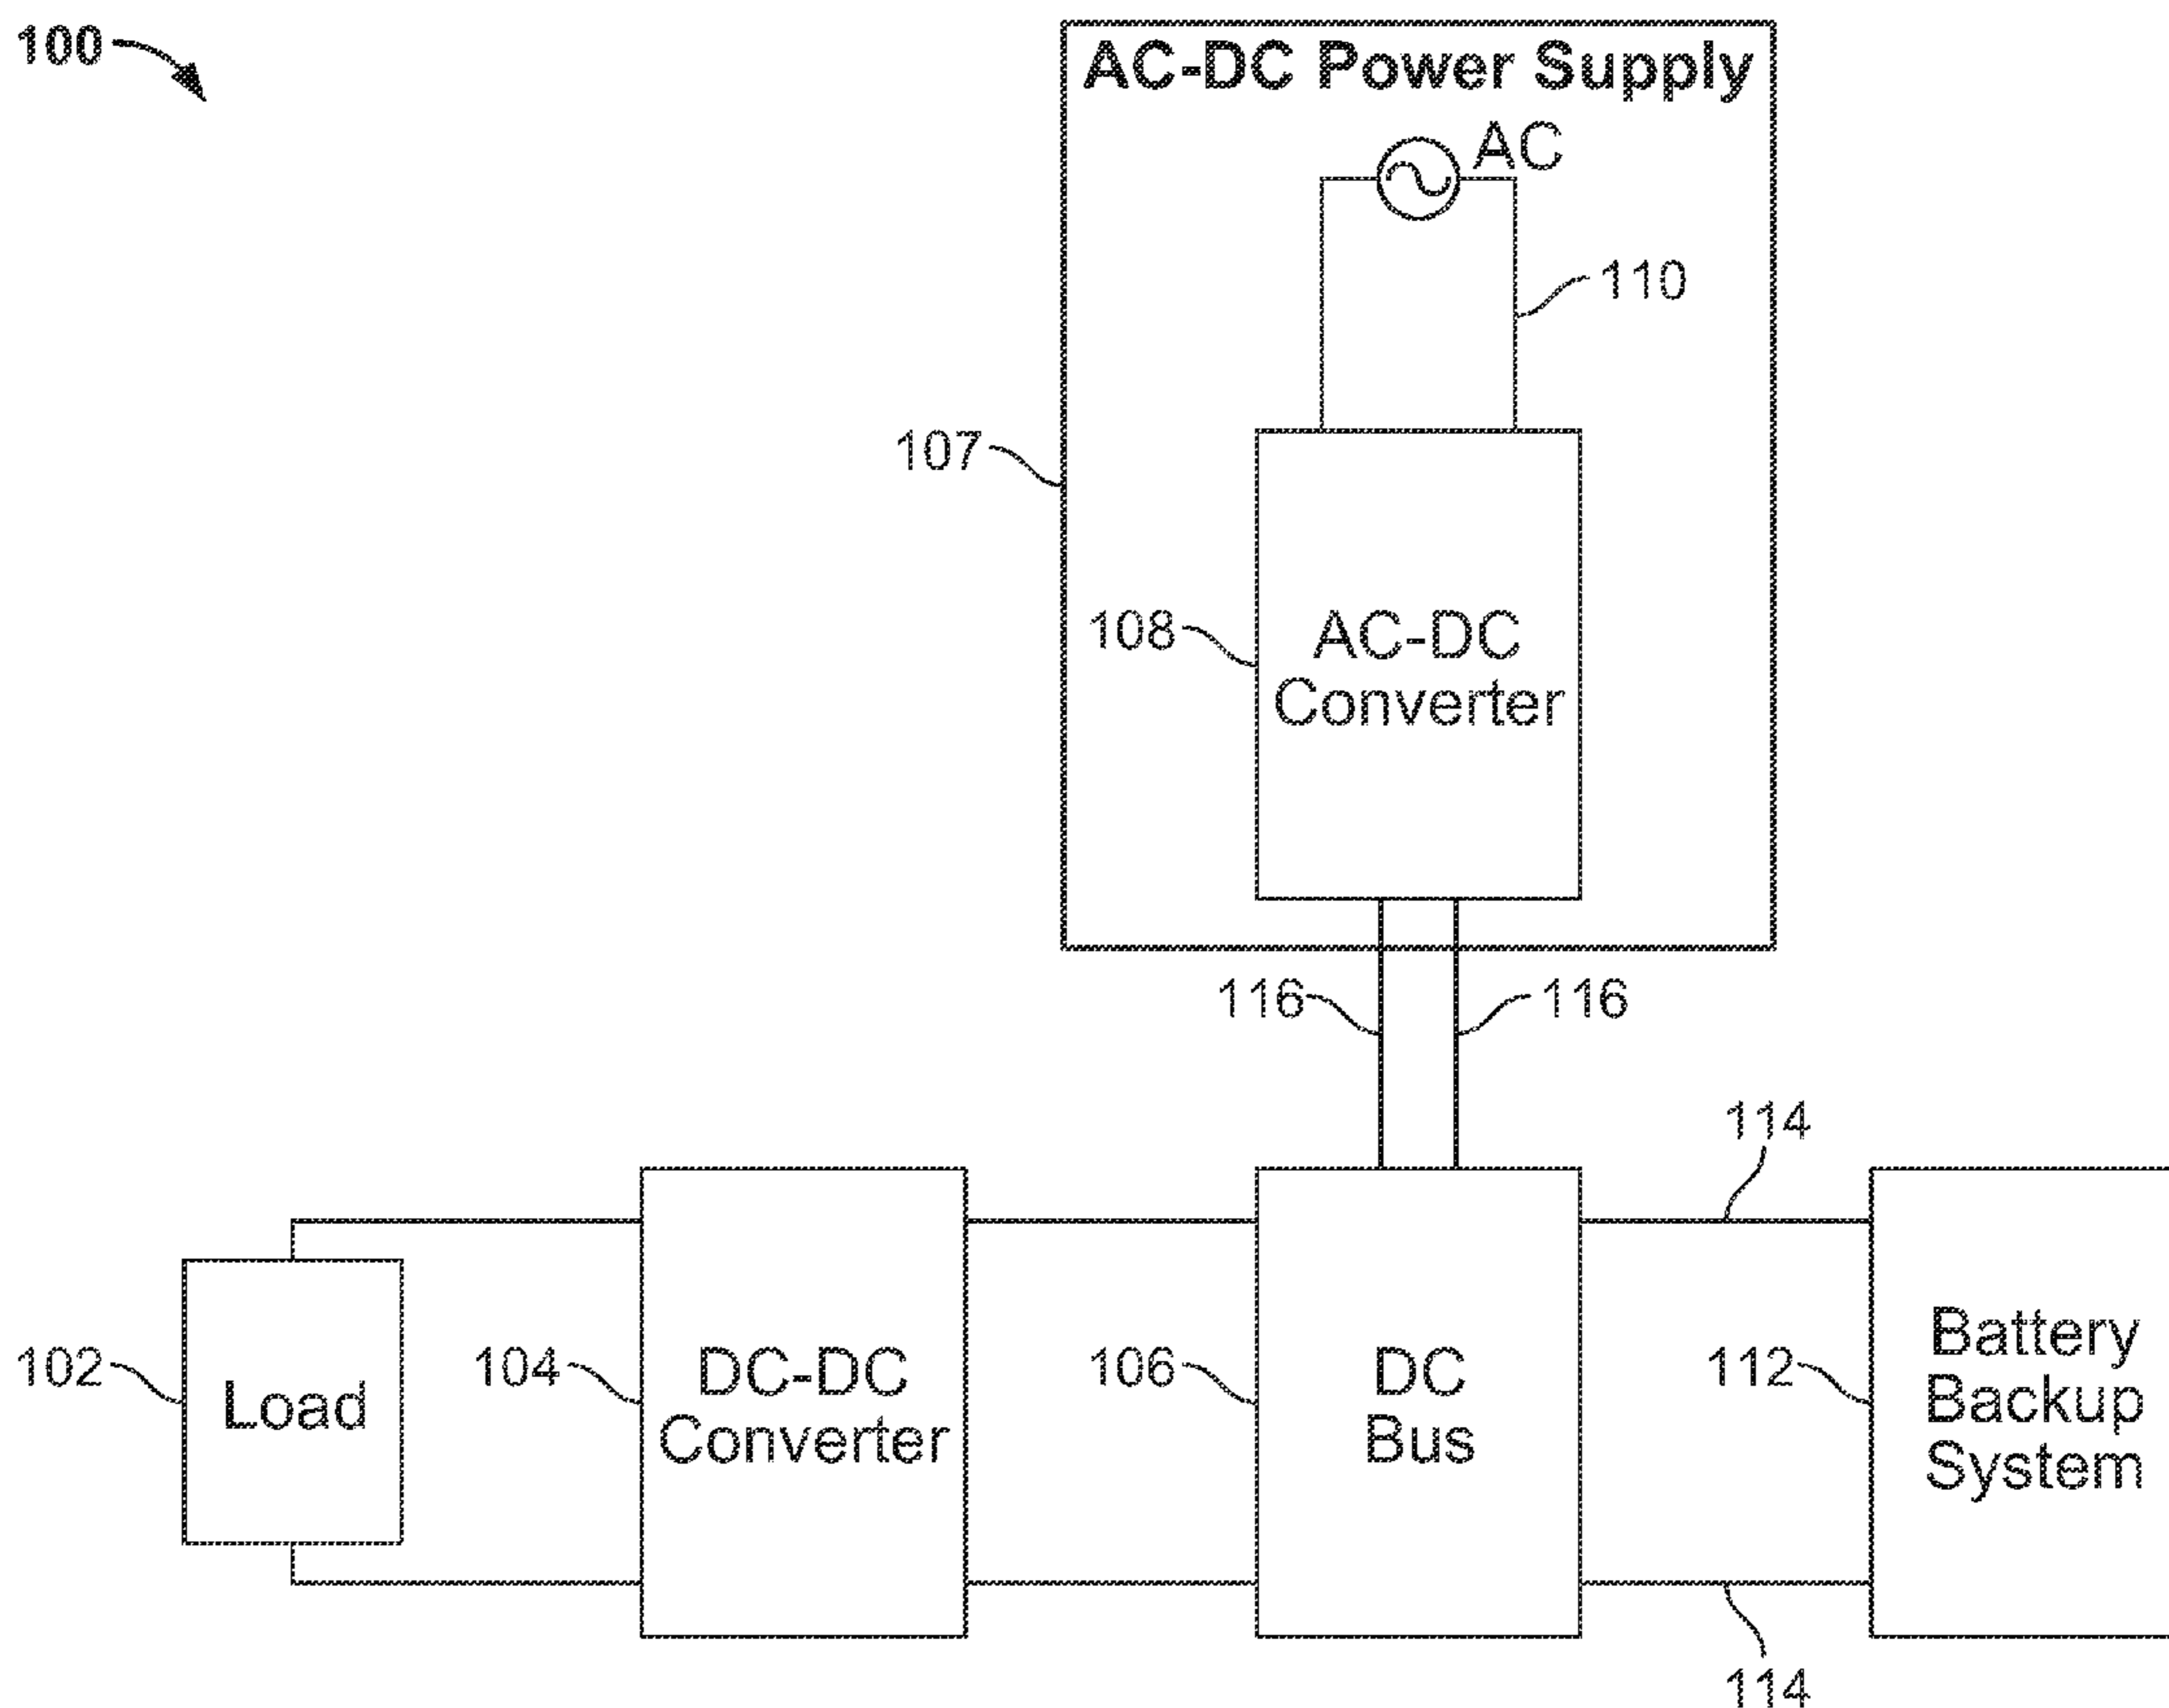 100
AC-DC Power Supply
AC
110
107
108
AC-DC
Converter
116
116
114
102
Load
104
DC-DC
Converter
106
DC
Bus
112
Battery
Backup
System
114